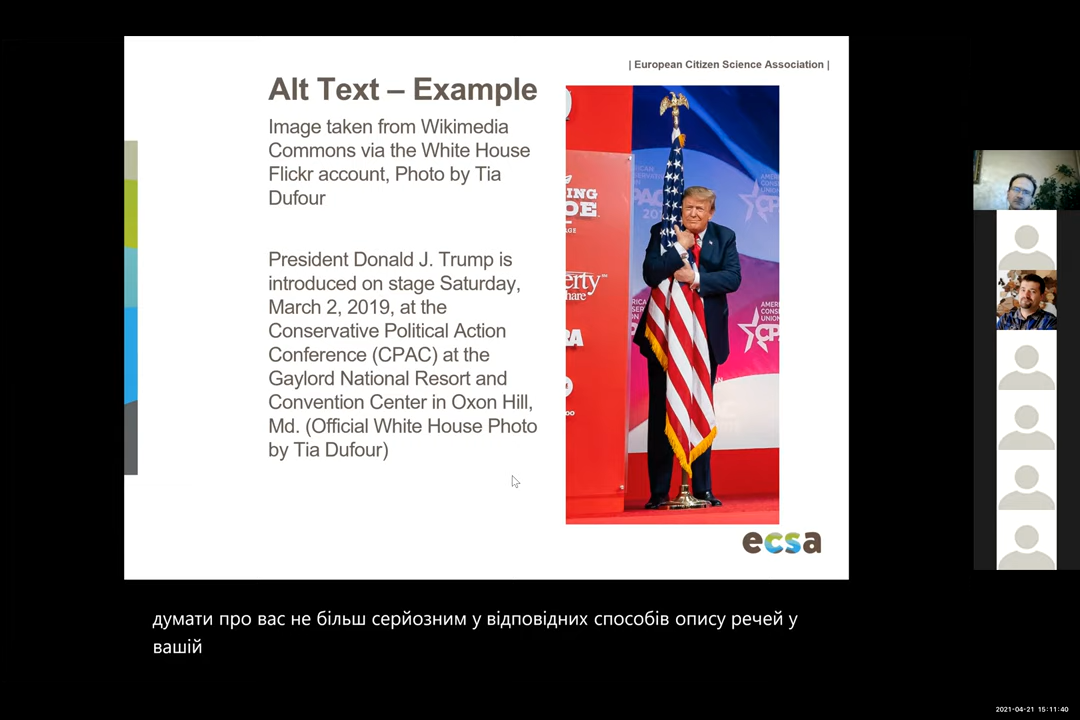 | European Citizen Science Association |
Alt Text – Example
Image taken from Wikimedia
Commons via the White House
Flickr account, Photo by Tia
Dufour
President Donald J. Trump is
introduced on stage Saturday,
March 2, 2019, at the
Conservative Political Action
Conference (CPAC) at the
Gaylord National Resort and
Convention Center in Oxon Hill,
Md. (Official White House Photo
by Tia Dufour)
ecsa
думати про вас не більш серйозним у відповідних способів опису речей у
вашій
2021-04-21 15:11:40